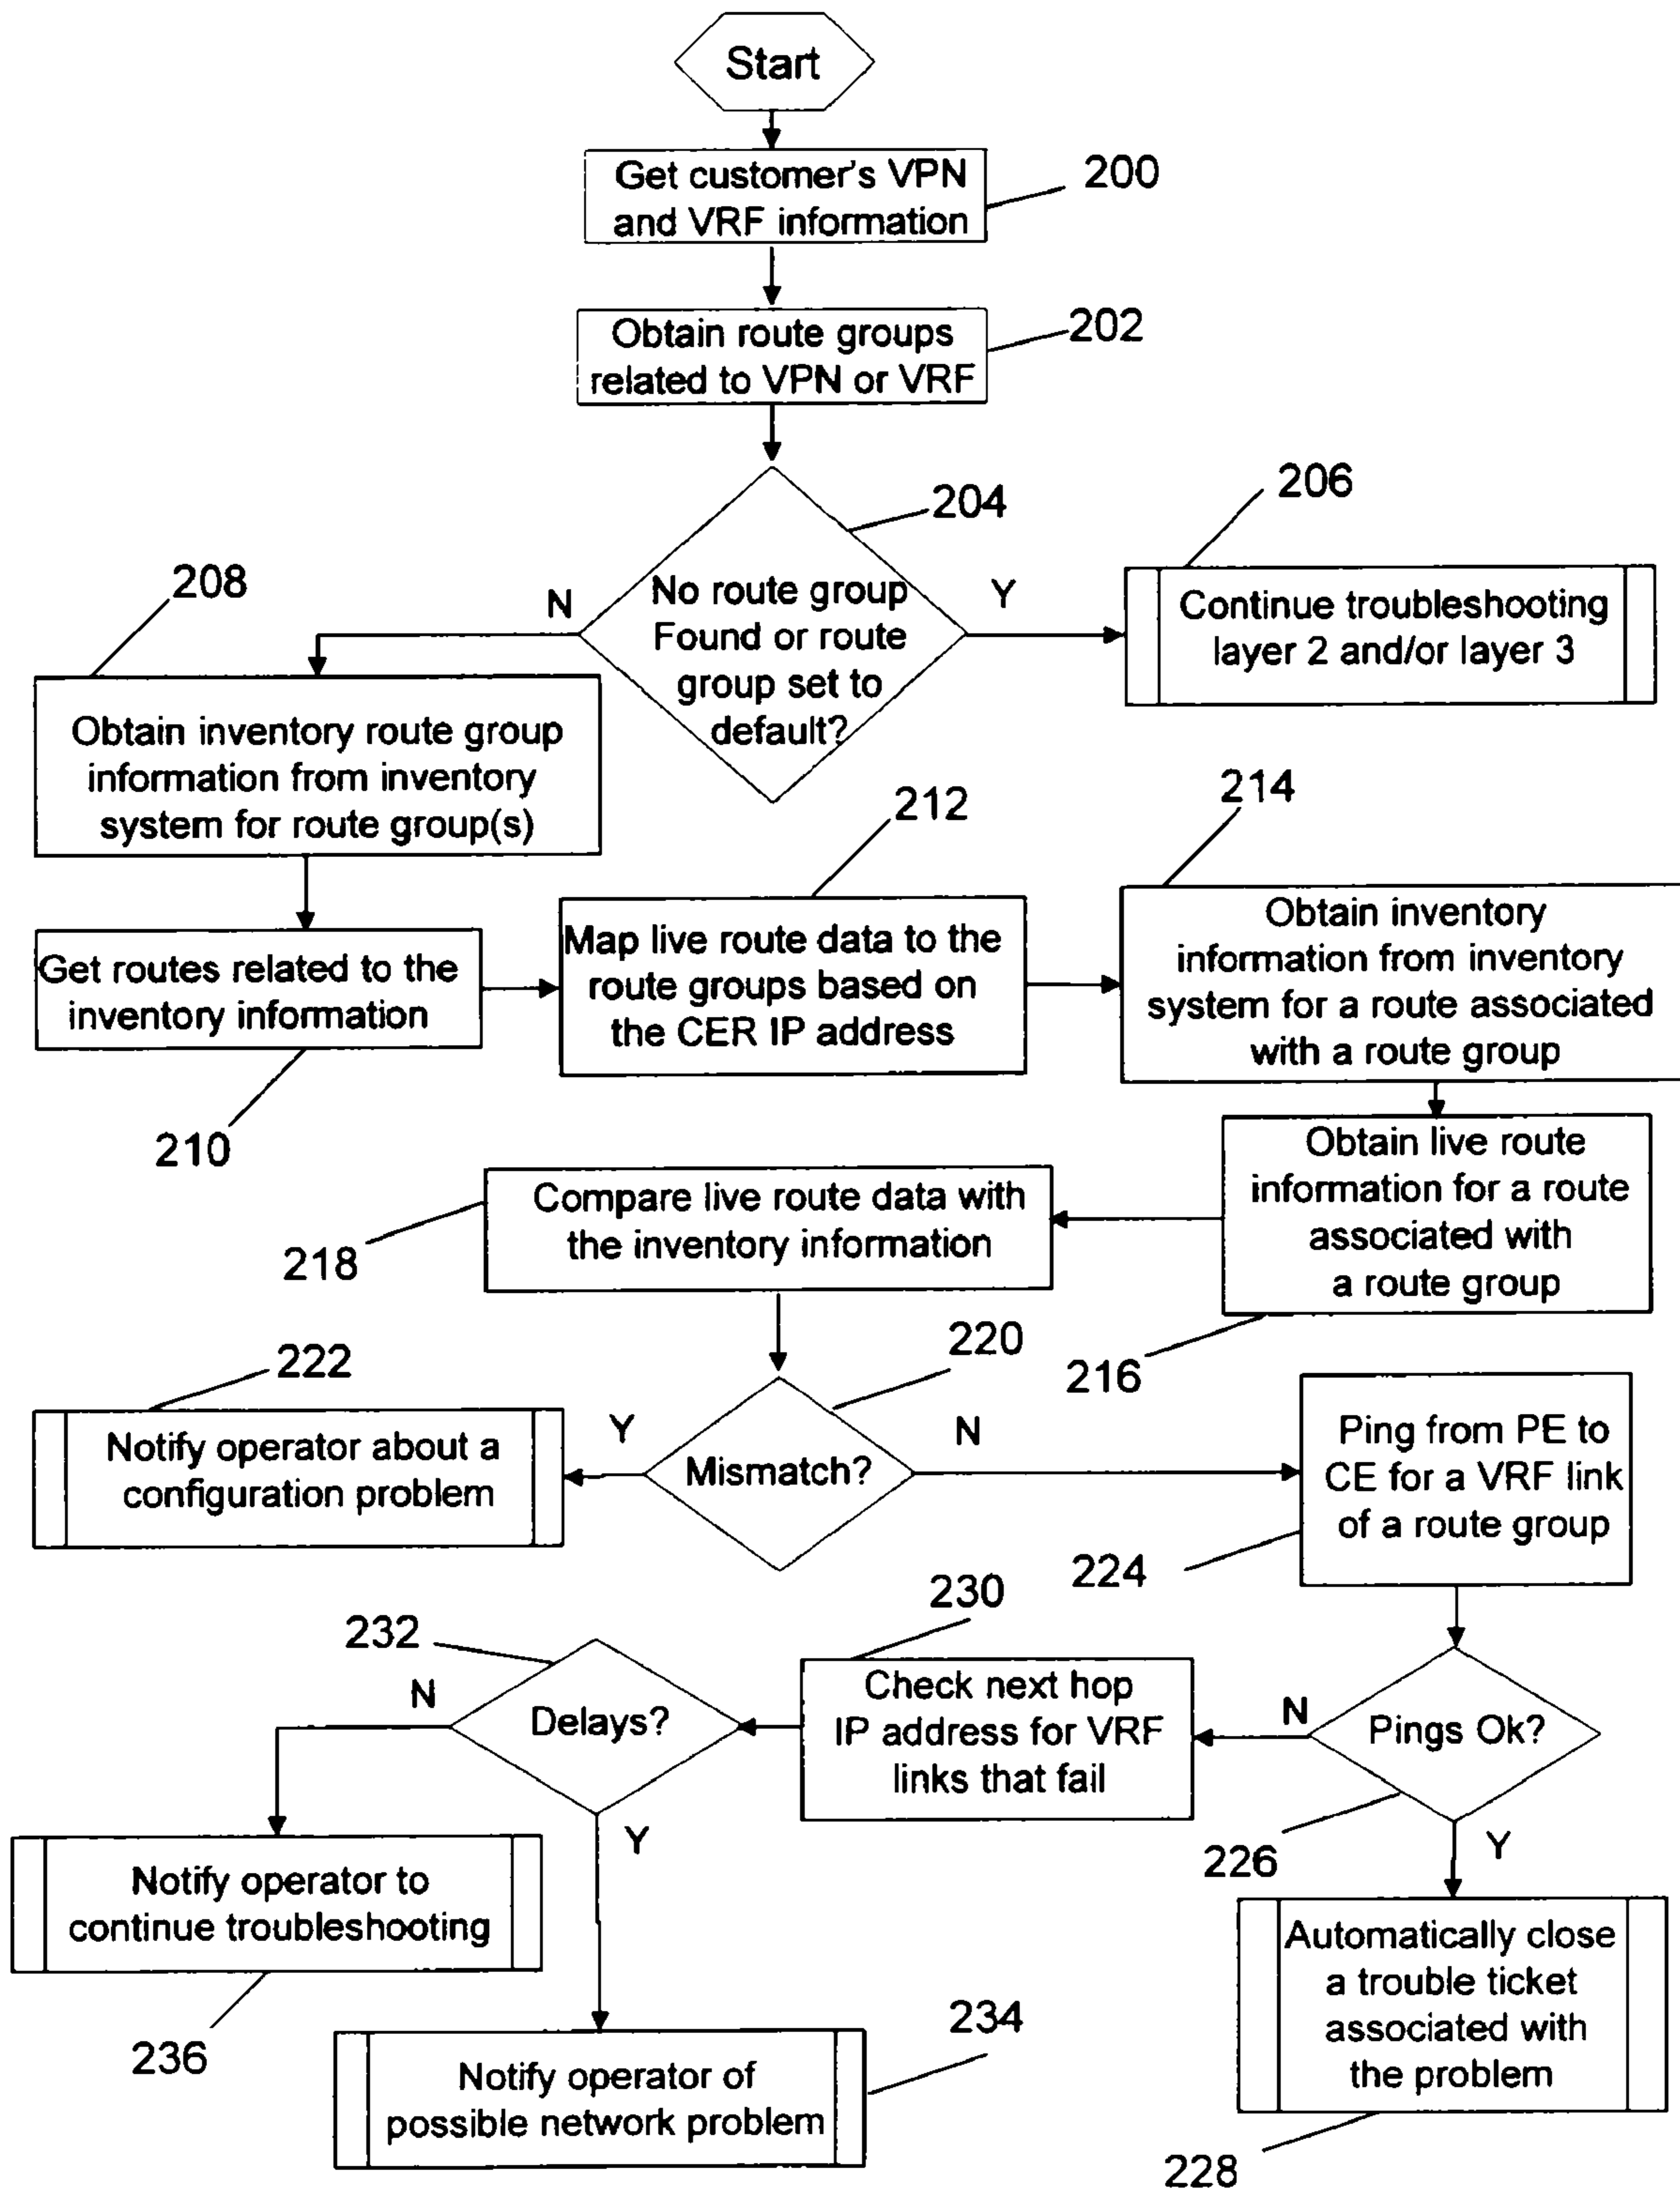 Start
Get customer's VPN
and VRF information
200
Obtain route groups
related to VPN or VRF
202
204
206
No route group
Found or route
group set to
default?
N
Y
Continue troubleshooting
layer 2 and/or layer 3
208
Obtain inventory route group
information from inventory
system for route group(s)
212
214
Get routes related to the
inventory information
210
Map live route data to the
route groups based on
the CER IP address
Obtain inventory
information from inventory
system for a route associated
with a route group
Obtain live route
information for a route
associated with
a route group
216
Compare live route data with
the inventory information
218
220
222
Mismatch?
Y
N
Notify operator about a
configuration problem
Ping from PE to
CE for a VRF link
of a route group
224
230
232
Pings Ok?
N
Y
226
Check next hop
IP address for VRF
links that fail
Delays?
N
Y
Notify operator to
continue troubleshooting
236
234
Notify operator of
possible network problem
Automatically close
a trouble ticket
associated with
the problem
228